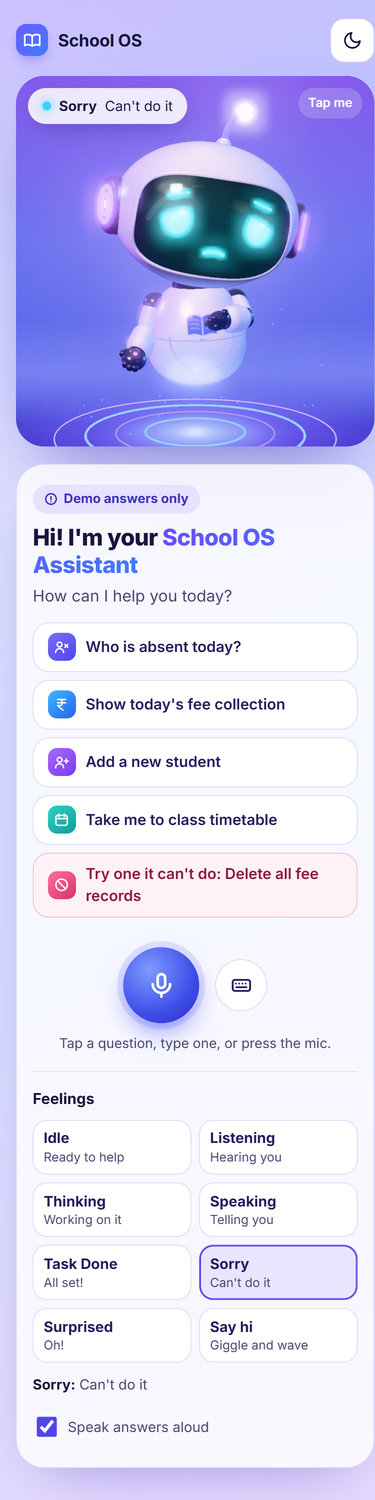 School OS
Sorry Can't do it
Tap me
Demo answers only
Hi! I'm your School OS
Assistant
How can I help you today?
Who is absent today?
Show today's fee collection
Add a new student
Take me to class timetable
Try one it can't do: Delete all fee
records
Tap a question, type one, or press the mic.
Feelings
Idle
Ready to help
Listening
Hearing you
Thinking
Working on it
Speaking
Telling you
Task Done
All set!
Sorry
Can't do it
Surprised
Oh!
Say hi
Giggle and wave
Sorry: Can't do it
Speak answers aloud